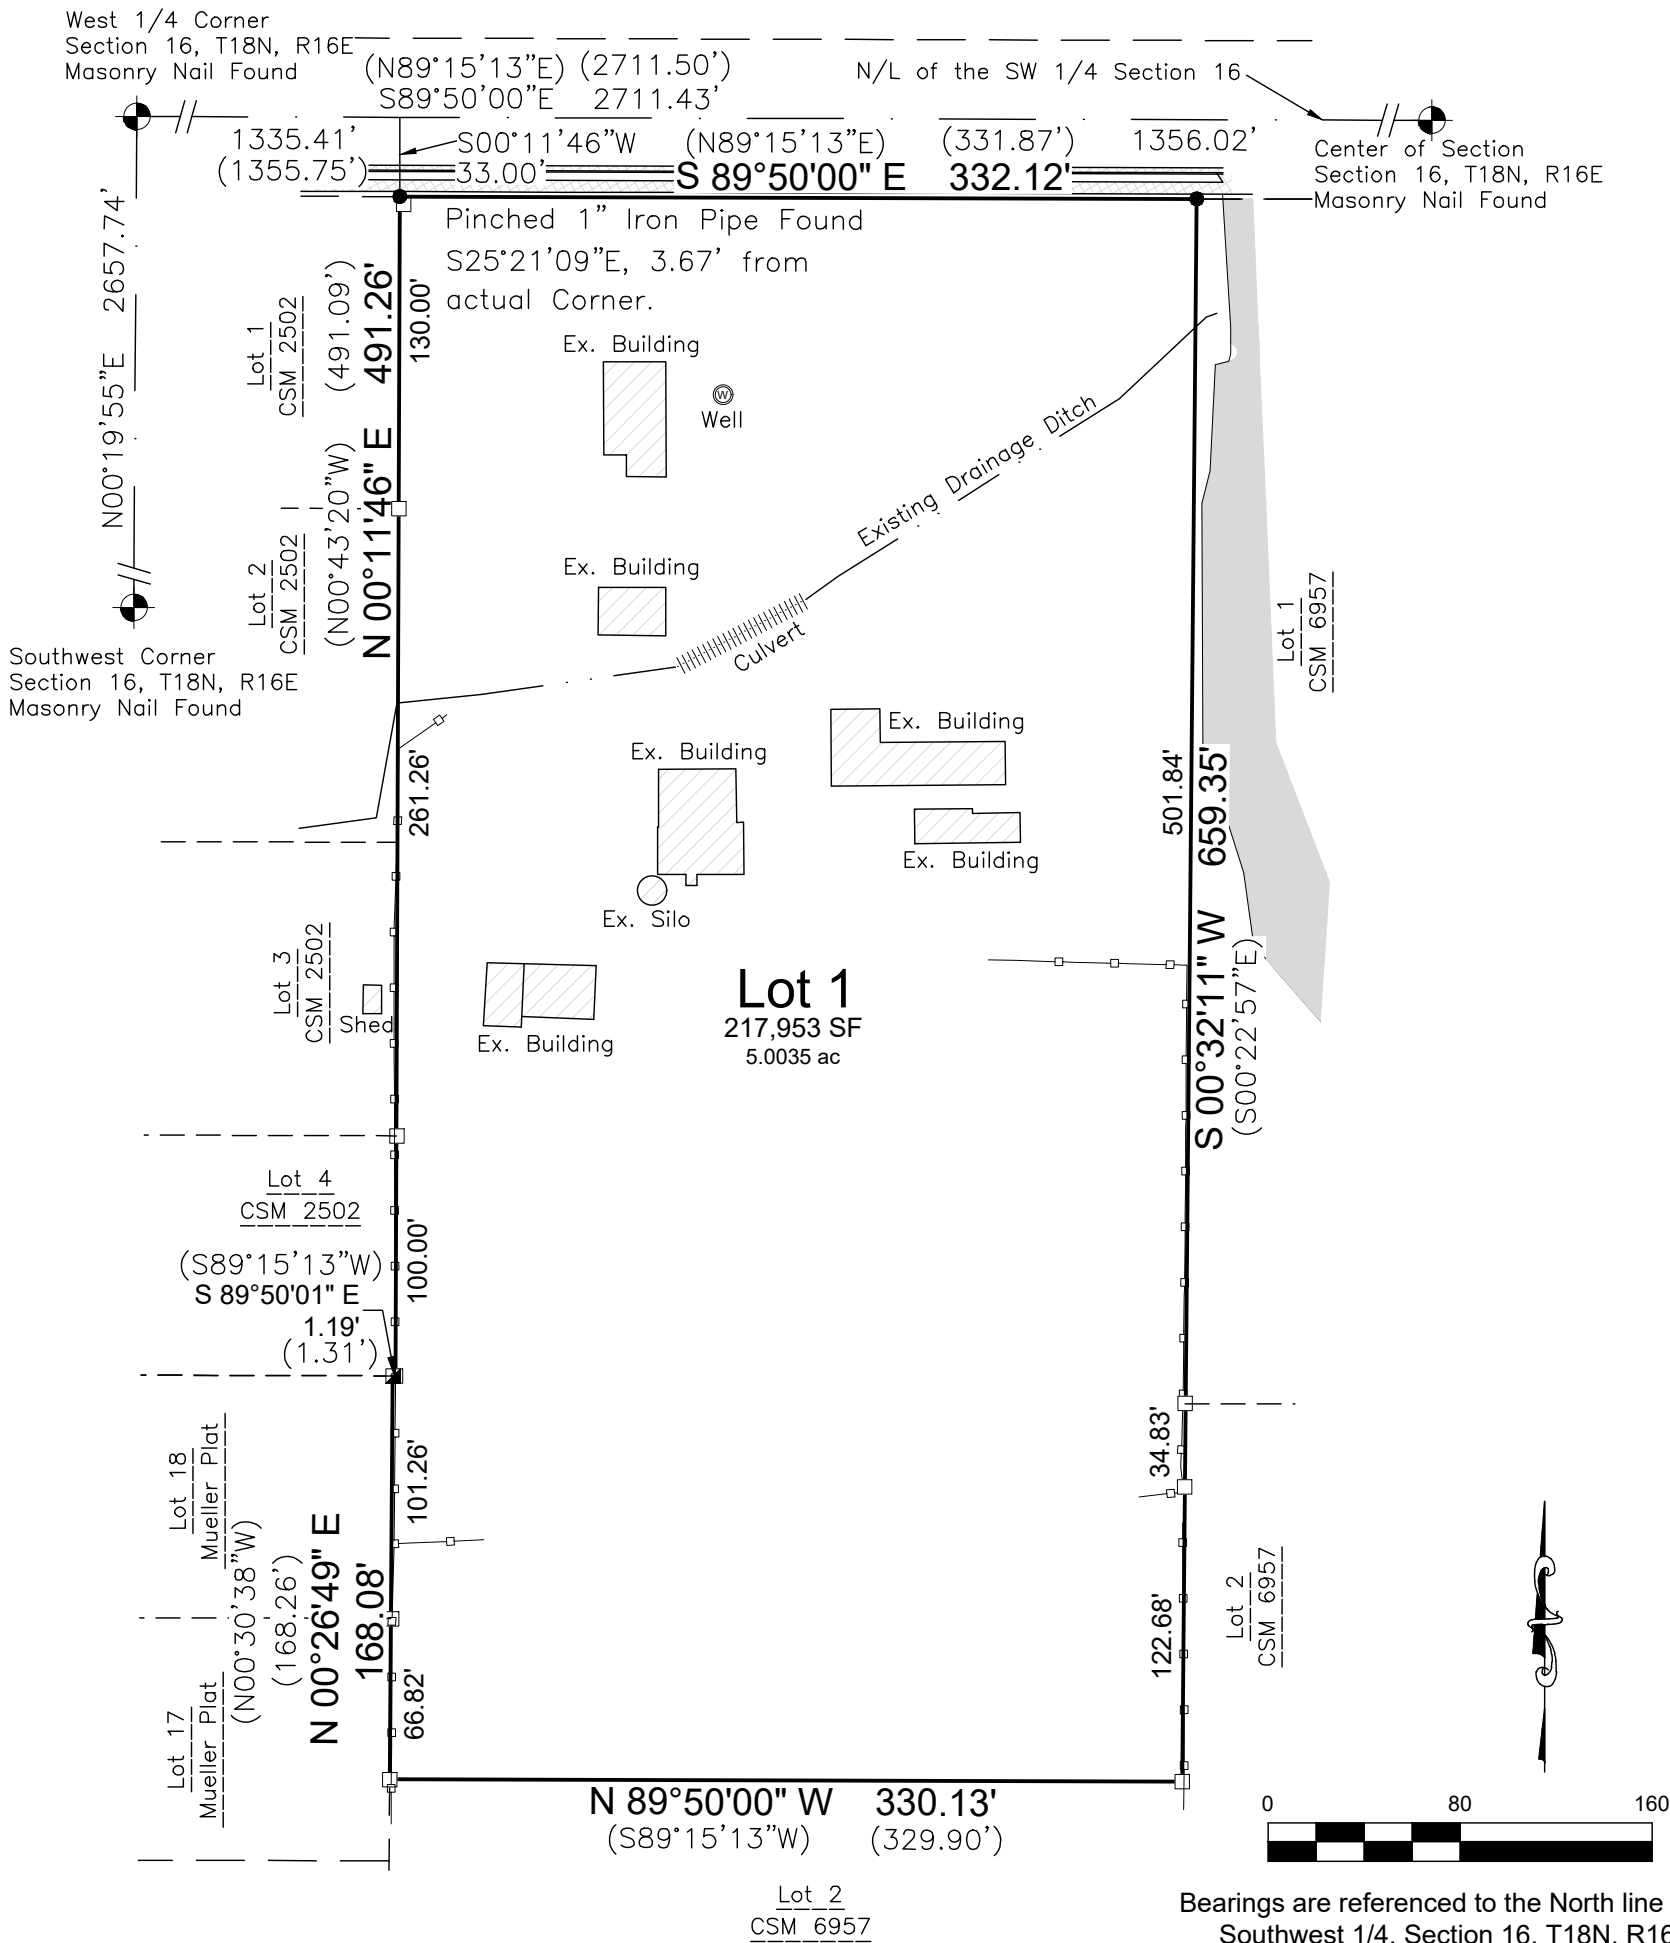 West 1/4 Corner
Section 16, T18N, R16E
Masonry Nail Found
(N89°15'13"E) (2711.50')
S89°50'00"E 2711.43'
N/L of the SW 1/4 Section 16
1335.41'
(1355.75')
S00°11'46"W
33.00'
(N89°15'13"E) (331.87')
1356.02'
S 89°50'00" E 332.12'
Center of Section
Section 16, T18N, R16E
Masonry Nail Found
N00°19'55"E 2657.74'
Pinched 1" Iron Pipe Found
S25°21'09"E, 3.67' from
actual Corner.
Lot 1
CSM 2502
(491.09')
N 00°11'46" E 491.26'
(N00°43'20"W)
130.00'
Ex. Building
W
Well
Existing Drainage Ditch
Lot 2
CSM 2502
Ex. Building
Culvert
Lot 1
CSM 6957
Southwest Corner
Section 16, T18N, R16E
Masonry Nail Found
261.26'
Ex. Building
Ex. Building
501.84'
S 00°32'11" W 659.35'
(S00°22'57"E)
Ex. Building
Ex. Silo
Lot 3
CSM 2502
Shed
Ex. Building
Lot 1
217,953 SF
5.0035 ac
Lot 4
CSM 2502
100.00'
(S89°15'13"W)
S 89°50'01" E
1.19'
(1.31')
Lot 18
Mueller Plat
101.26'
34.83'
(N00°30'38"W)
(168.26')
N 00°26'49" E
168.08'
Lot 2
CSM 6957
122.68'
66.82'
Lot 17
Mueller Plat
N 89°50'00" W 330.13'
(S89°15'13"W) (329.90')
0 80 160
Lot 2
CSM 6957
Bearings are referenced to the North line
Southwest 1/4, Section 16, T18N, R16